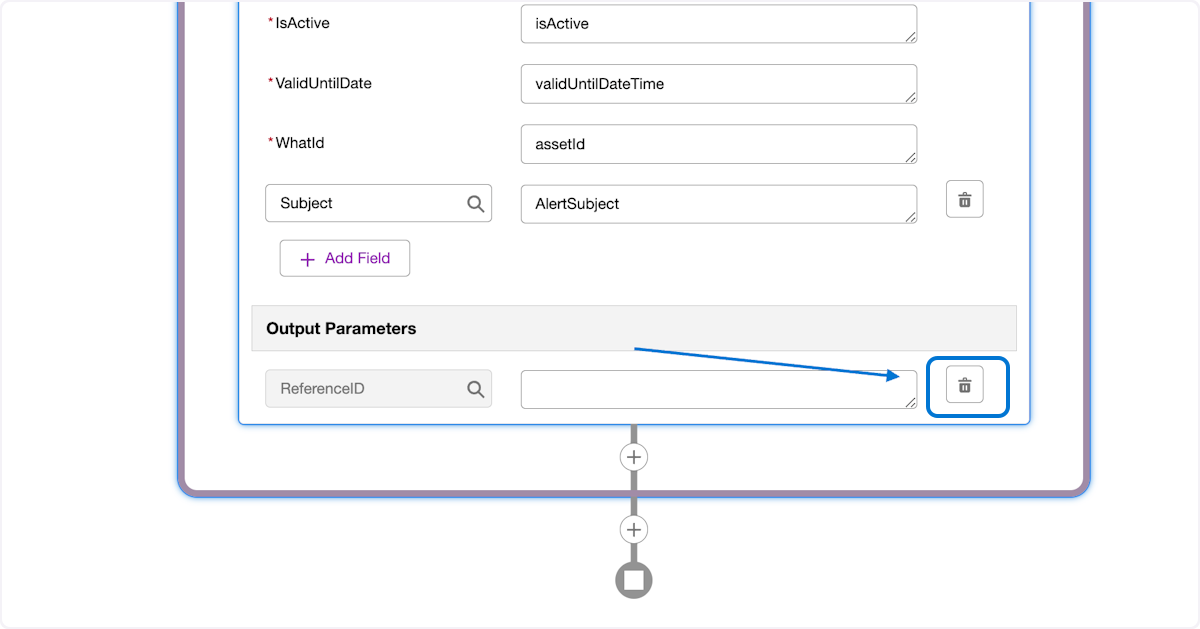 *IsActive isActive
*ValidUntilDate validUntilDateTime
*WhatId assetId
Subject AlertSubject
+ Add Field
Output Parameters
ReferenceID